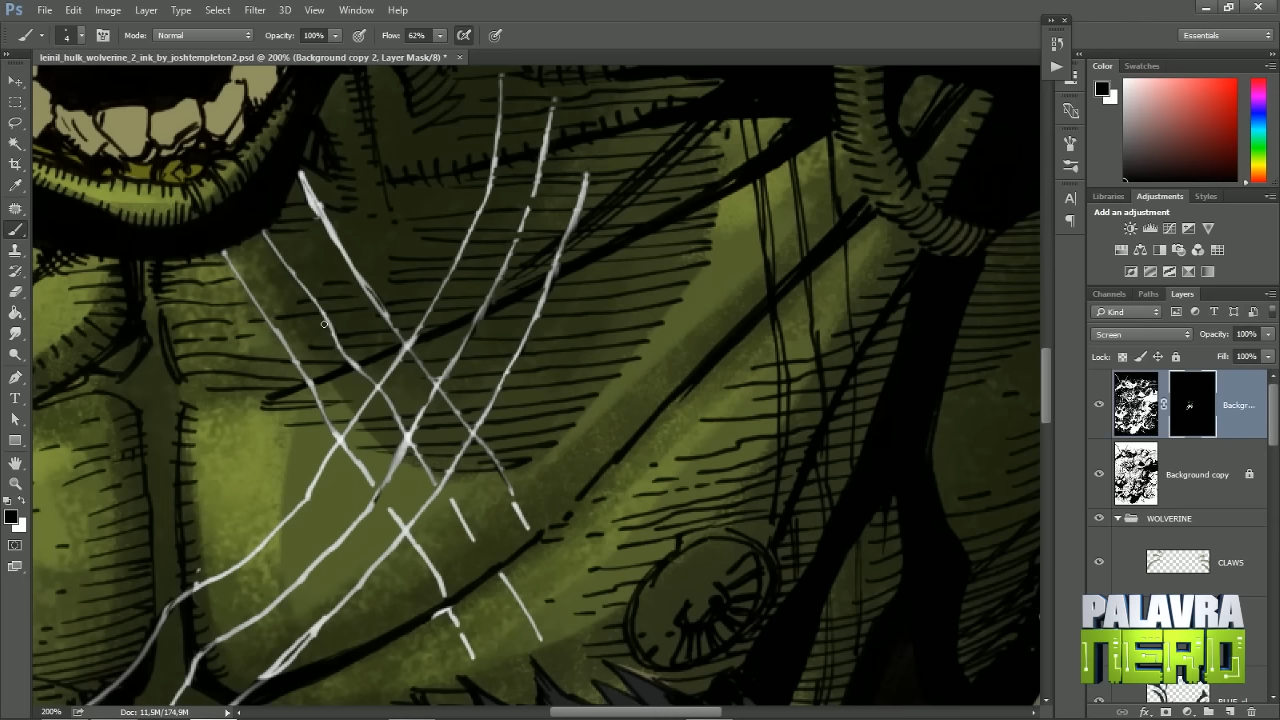 Ps File Edit Image Layer Type Select Filter 3D View Window Help
4 Mode: Normal Opacity: 100% Flow: 62% Essentials
leinil_hulk_wolverine_2_ink_by_joshtempleton2.psd @ 200% (Background copy 2, Layer Mask/8) *
Color Swatches
Libraries Adjustments Styles
Add an adjustment
Channels Paths Layers
Kind
Screen Opacity: 100%
Lock: Fill: 100%
Backgr...
Background copy
WOLVERINE
CLAWS
PALAVRA
NERD
200% Doc: 11,5M/174,9M